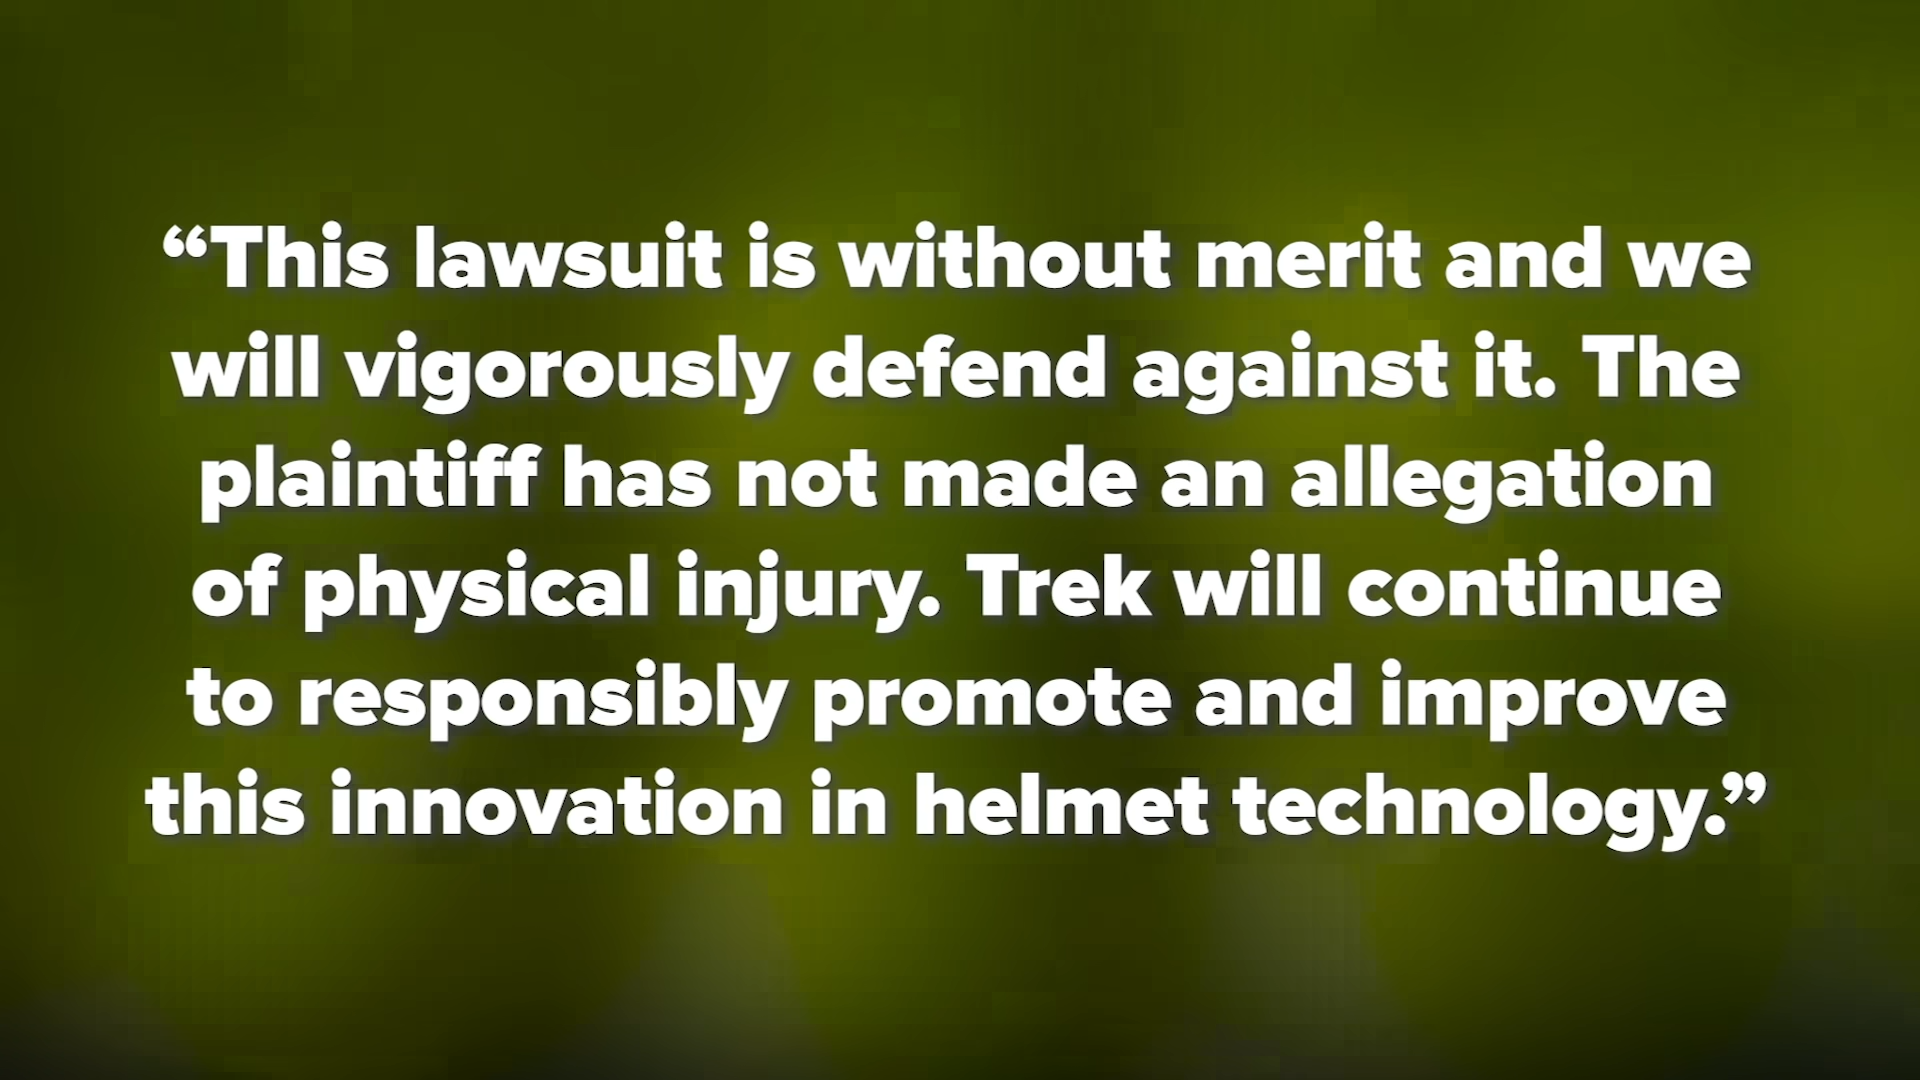 “This lawsuit is without merit and we
will vigorously defend against it. The
plaintiff has not made an allegation
of physical injury. Trek will continue
to responsibly promote and improve
this innovation in helmet technology.”